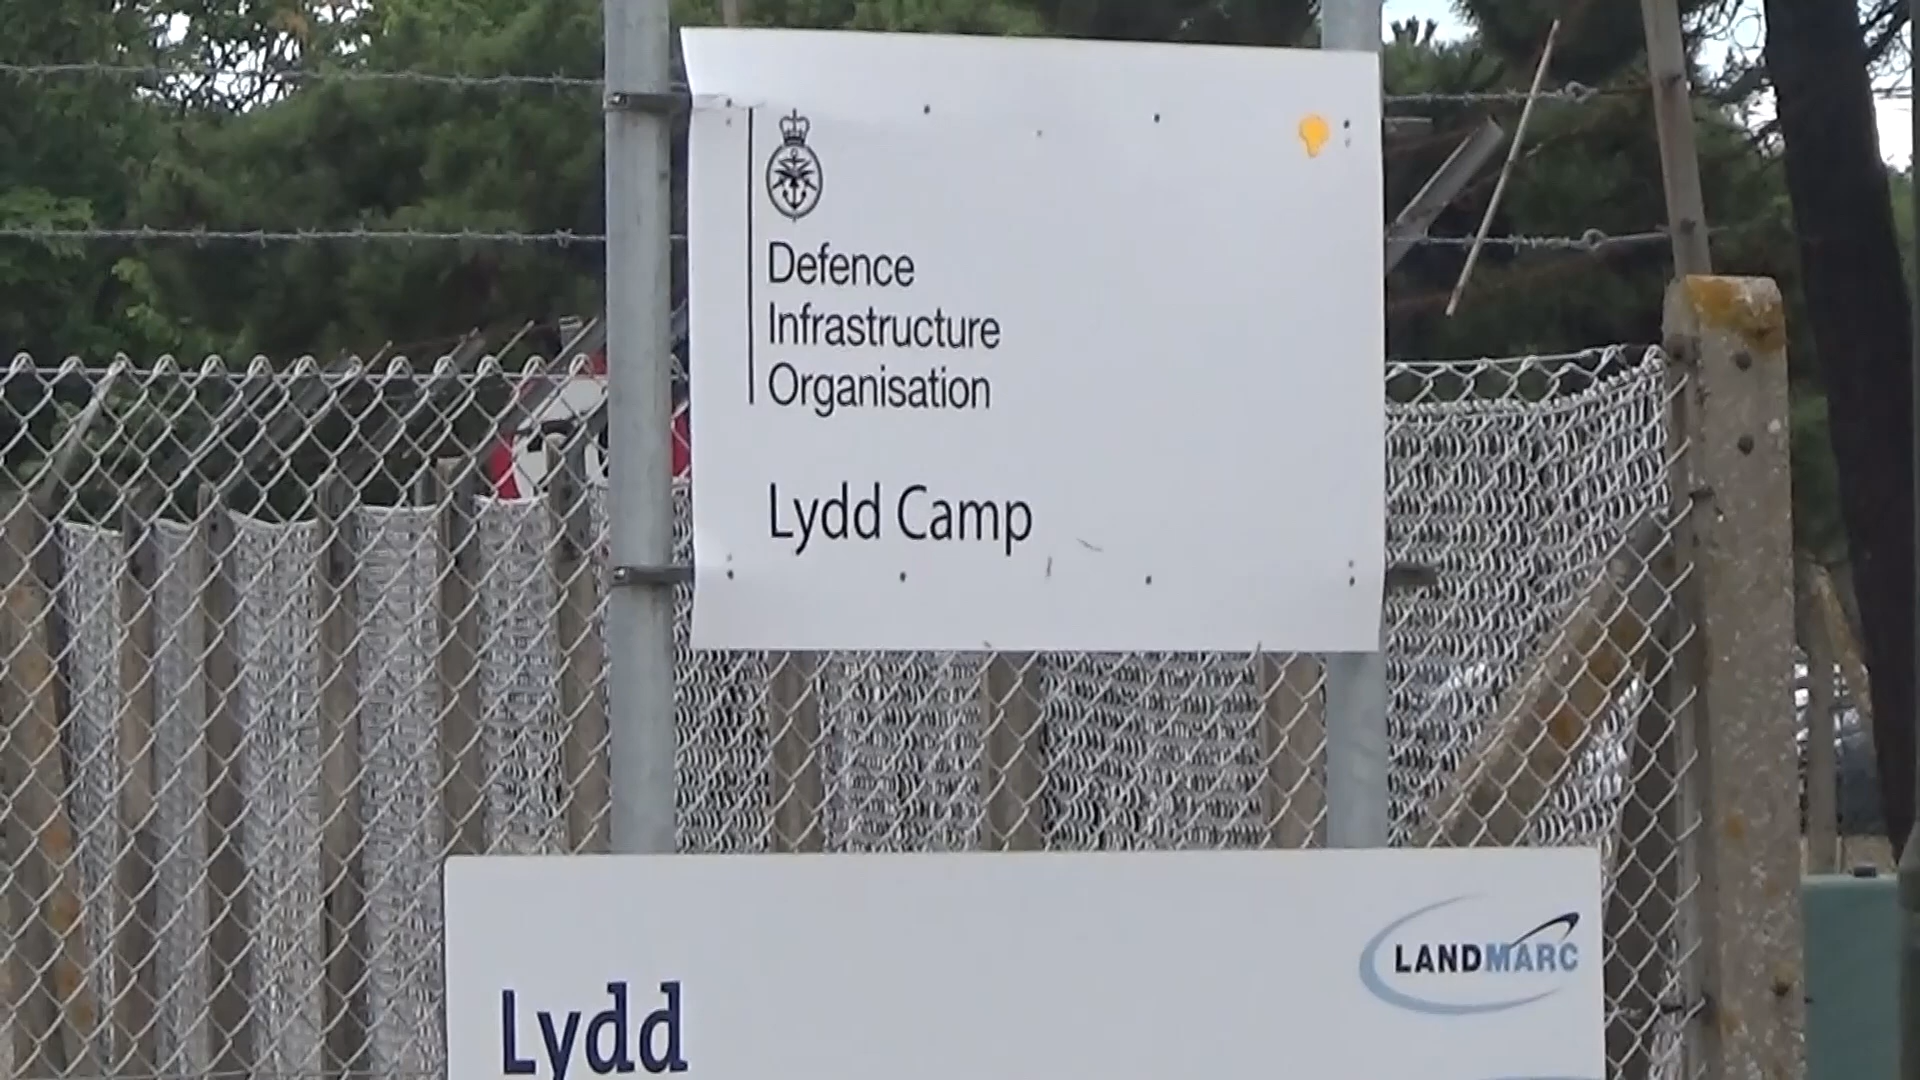 Defence
Infrastructure
Organisation
Lydd Camp
LANDMARC
Lydd